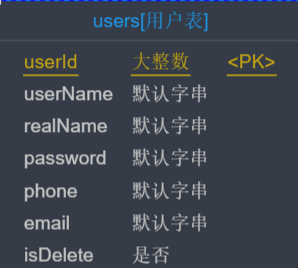 users[用户表]
userId 大整数 <PK>
userName 默认字串
realName 默认字串
password 默认字串
phone 默认字串
email 默认字串
isDelete 是否